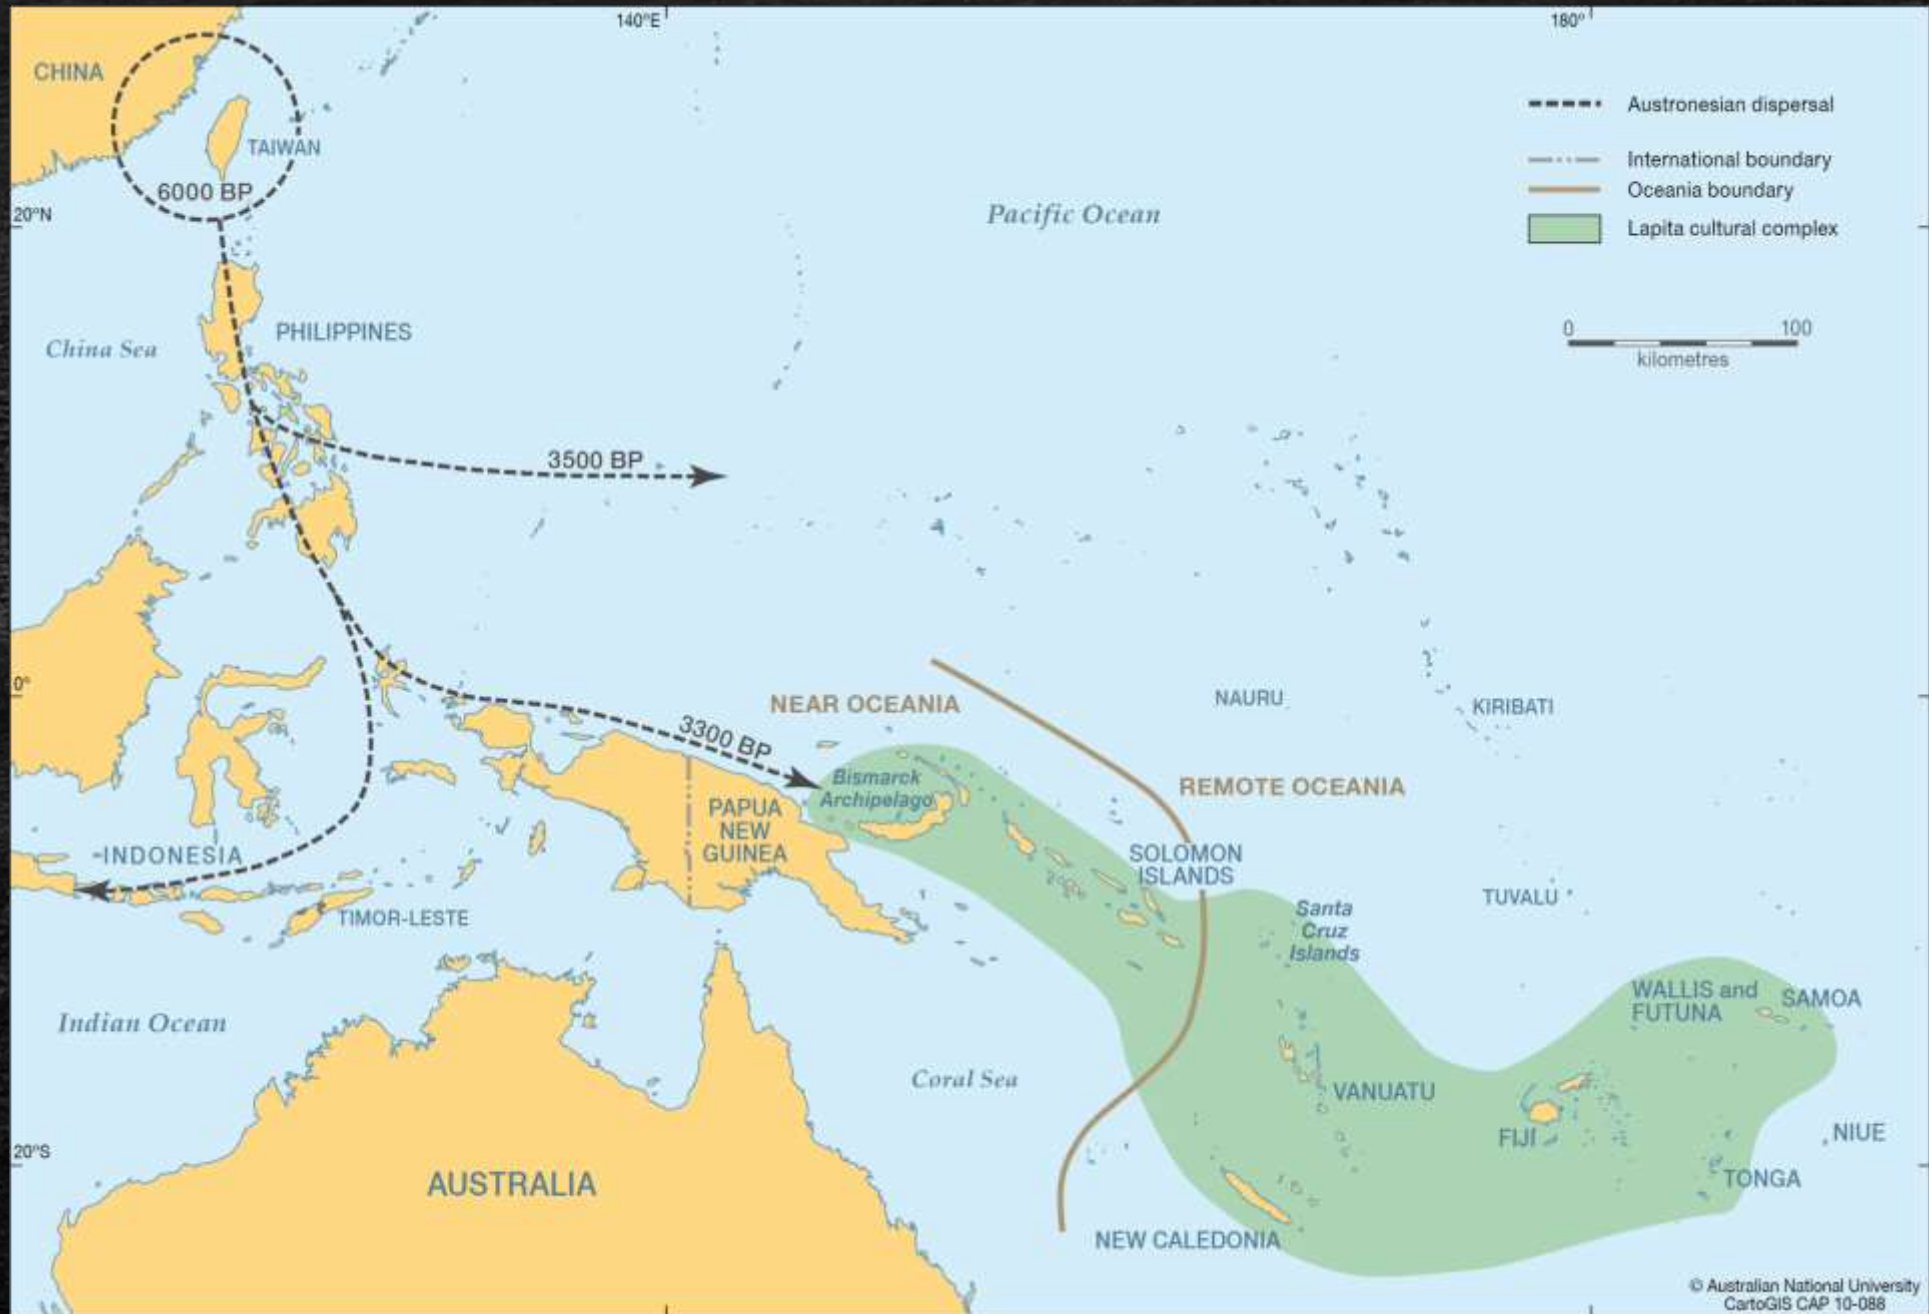 140°E
180°
CHINA
TAIWAN
6000 BP
20°N
Pacific Ocean
Austronesian dispersal
International boundary
Oceania boundary
Lapita cultural complex
0 100
kilometres
PHILIPPINES
China Sea
3500 BP
0°
NEAR OCEANIA
NAURU
KIRIBATI
3300 BP
Bismarck
Archipelago
REMOTE OCEANIA
PAPUA
NEW
GUINEA
INDONESIA
SOLOMON
ISLANDS
TIMOR-LESTE
Santa
Cruz
Islands
TUVALU
WALLIS and
FUTUNA
SAMOA
Indian Ocean
Coral Sea
VANUATU
FIJI
NIUE
20°S
AUSTRALIA
TONGA
NEW CALEDONIA
© Australian National University
CartoGIS CAP 10-088